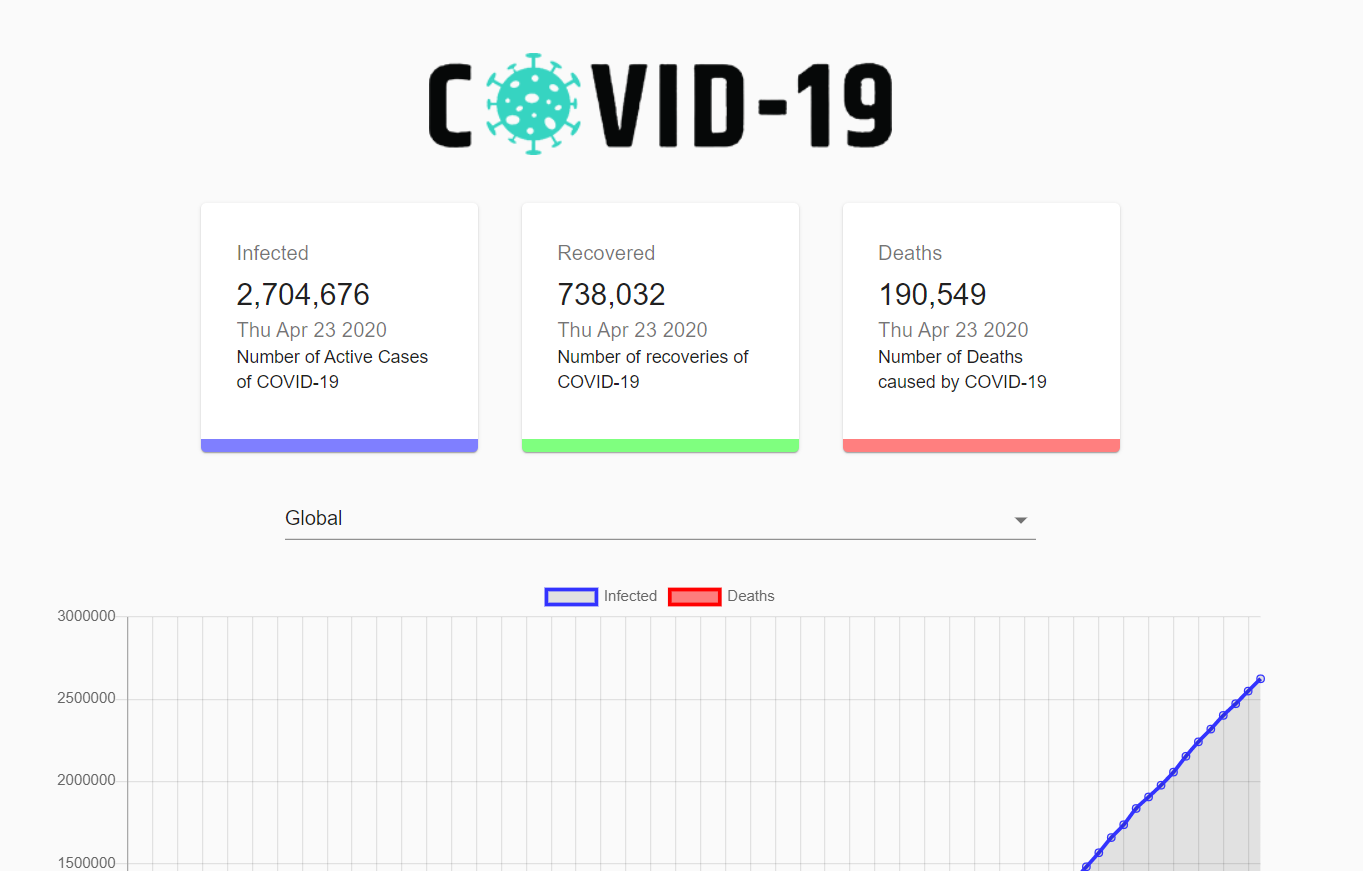 COVID-19
Infected
2,704,676
Thu Apr 23 2020
Number of Active Cases
of COVID-19
Recovered
738,032
Thu Apr 23 2020
Number of recoveries of
COVID-19
Deaths
190,549
Thu Apr 23 2020
Number of Deaths
caused by COVID-19
Global
Infected Deaths
3000000
2500000
2000000
1500000